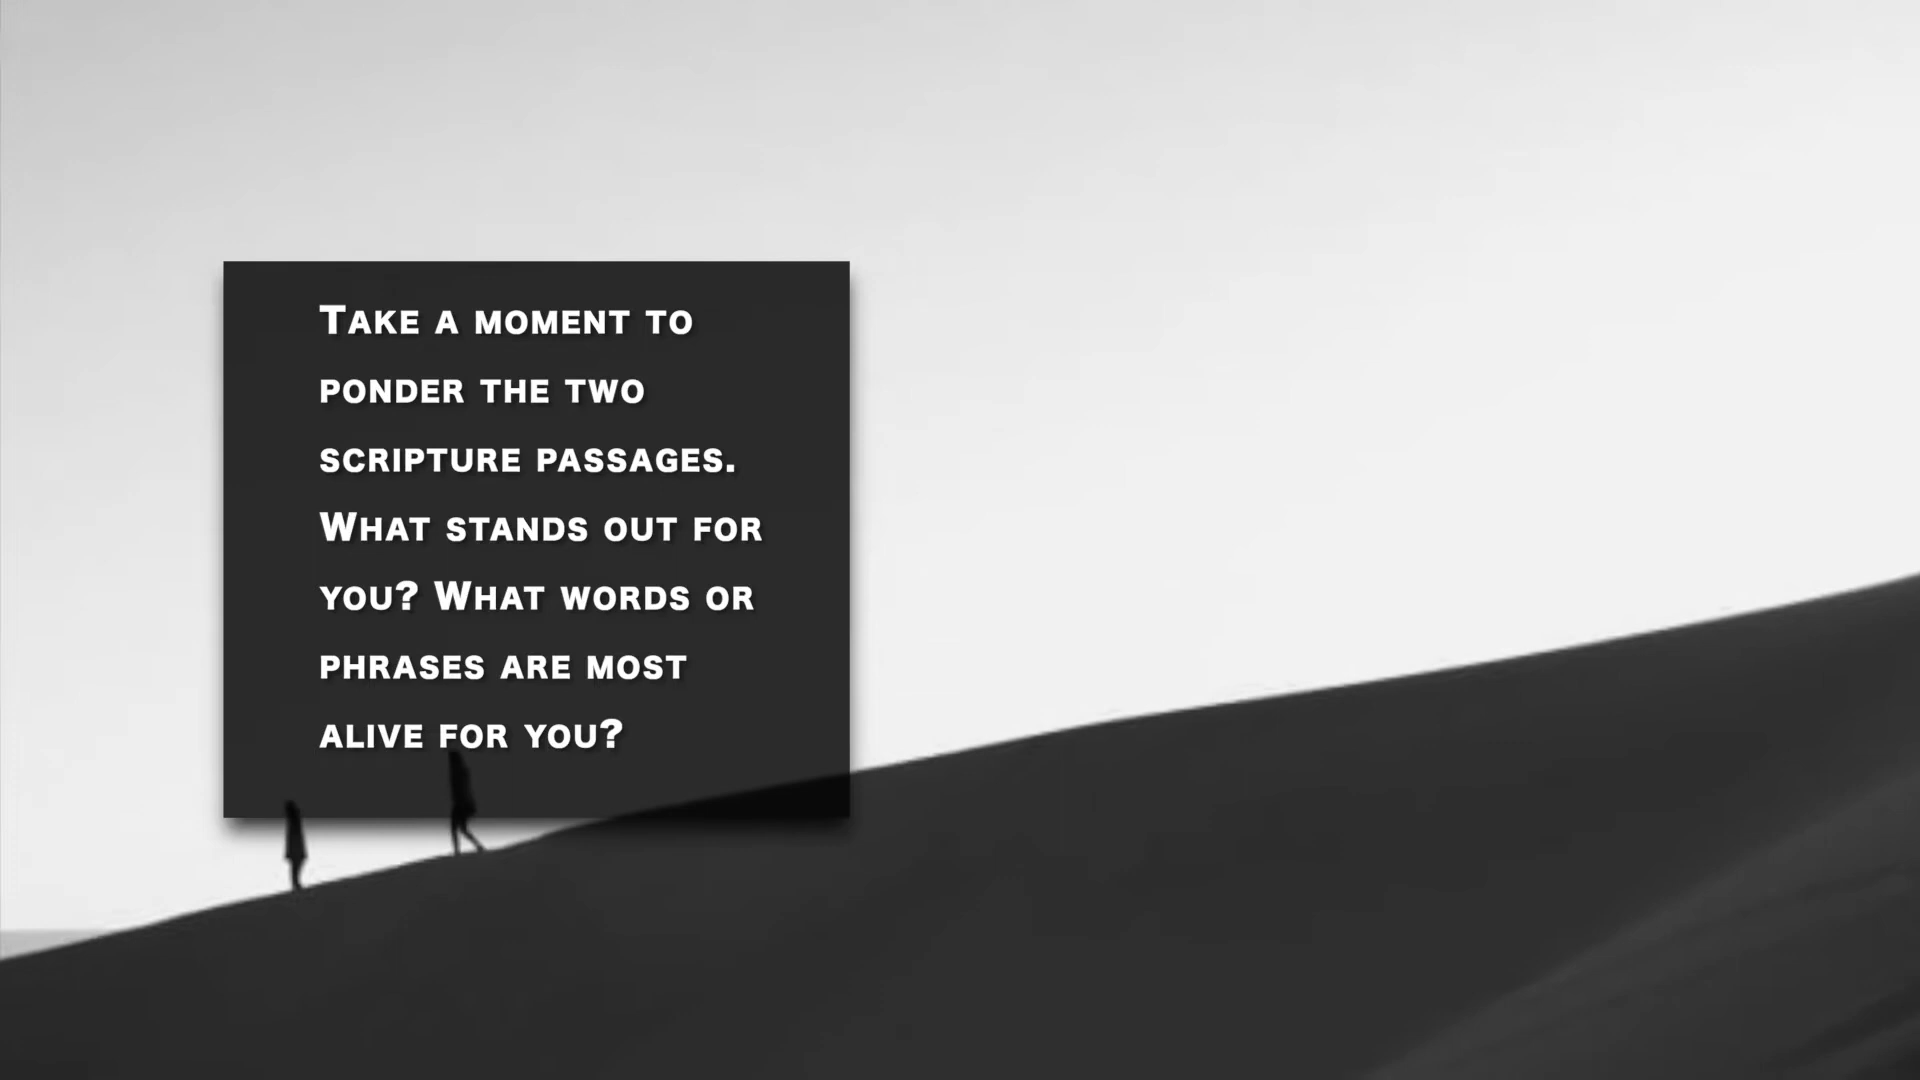 Take a moment to
ponder the two
scripture passages.
What stands out for
you? What words or
phrases are most
alive for you?